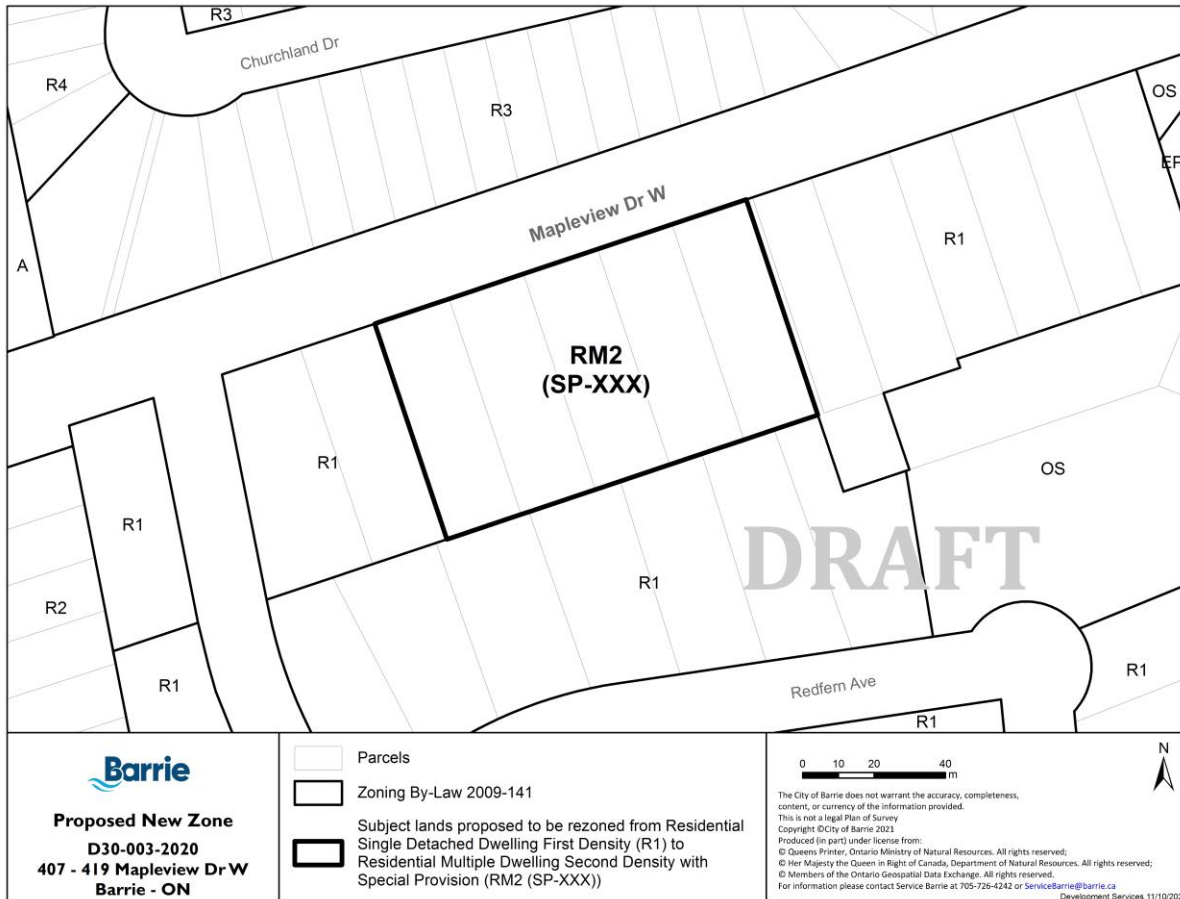 R3
Churchland Dr
R4
R3
OS
EP
Mapleview Dr W
A
R1
RM2
(SP-XXX)
R1
OS
R1
DRAFT
R1
R2
R1
Redfern Ave
R1
R1
Barrie
Proposed New Zone
D30-003-2020
407 - 419 Mapleview Dr W
Barrie - ON
Parcels
Zoning By-Law 2009-141
Subject lands proposed to be rezoned from Residential
Single Detached Dwelling First Density (R1) to
Residential Multiple Dwelling Second Density with
Special Provision (RM2 (SP-XXX))
0 10 20 40
m
N
The City of Barrie does not warrant the accuracy, completeness,
content, or currency of the information provided.
This is not a legal Plan of Survey
Copyright ©City of Barrie 2021
Produced (in part) under license from:
© Queens Printer, Ontario Ministry of Natural Resources. All rights reserved;
© Her Majesty the Queen in Right of Canada, Department of Natural Resources. All rights reserved;
© Members of the Ontario Geospatial Data Exchange. All rights reserved.
For information please contact Service Barrie at 705-726-4242 or ServiceBarrie@barrie.ca
Development Services